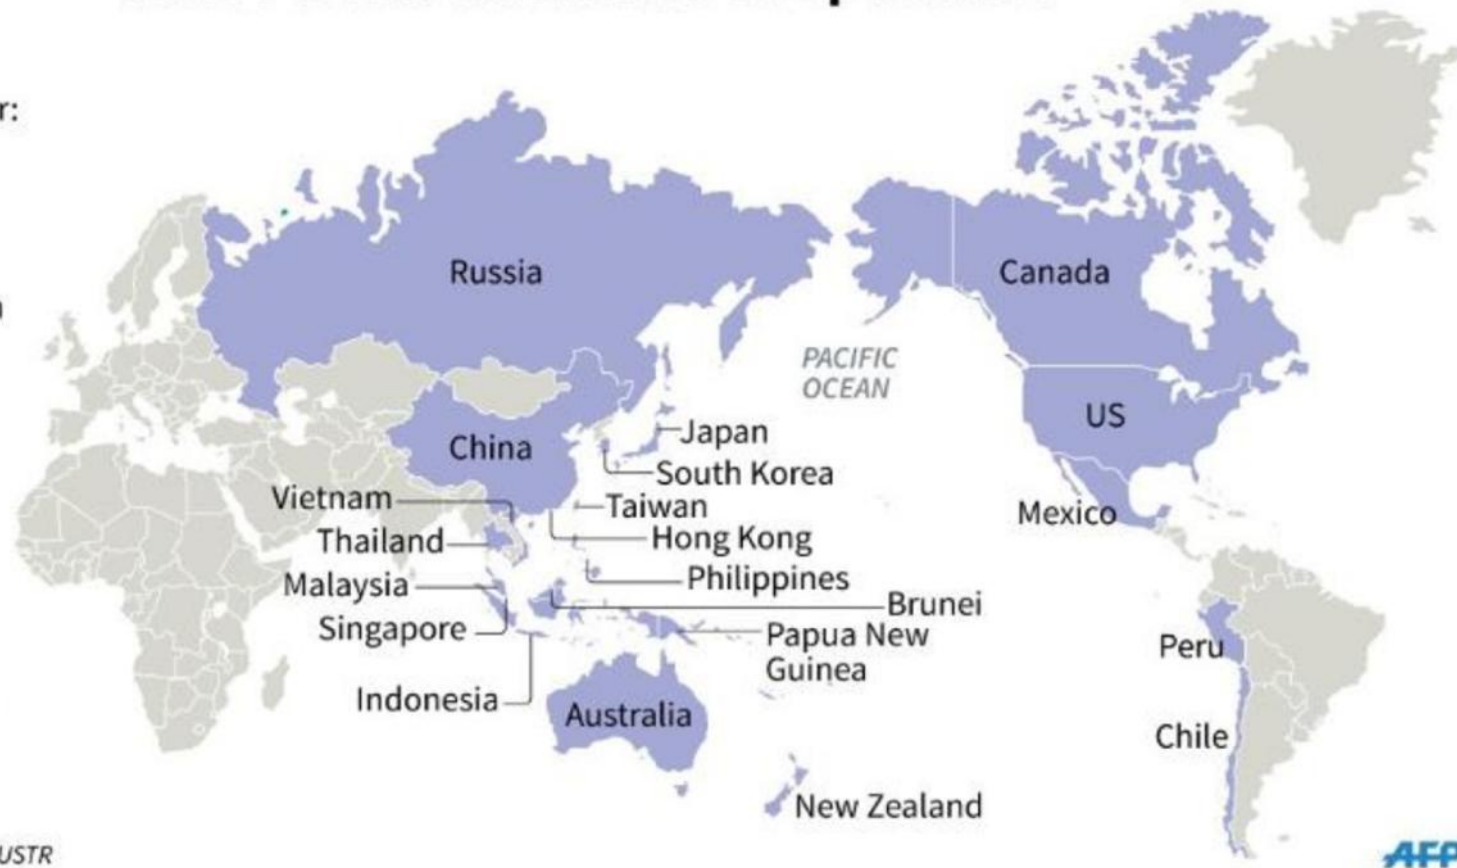 r:
Russia
Canada
PACIFIC
OCEAN
US
China
Japan
South Korea
Vietnam
Taiwan
Mexico
Thailand
Hong Kong
Malaysia
Philippines
Brunei
Singapore
Papua New
Guinea
Peru
Indonesia
Australia
Chile
New Zealand
USTR
AFP